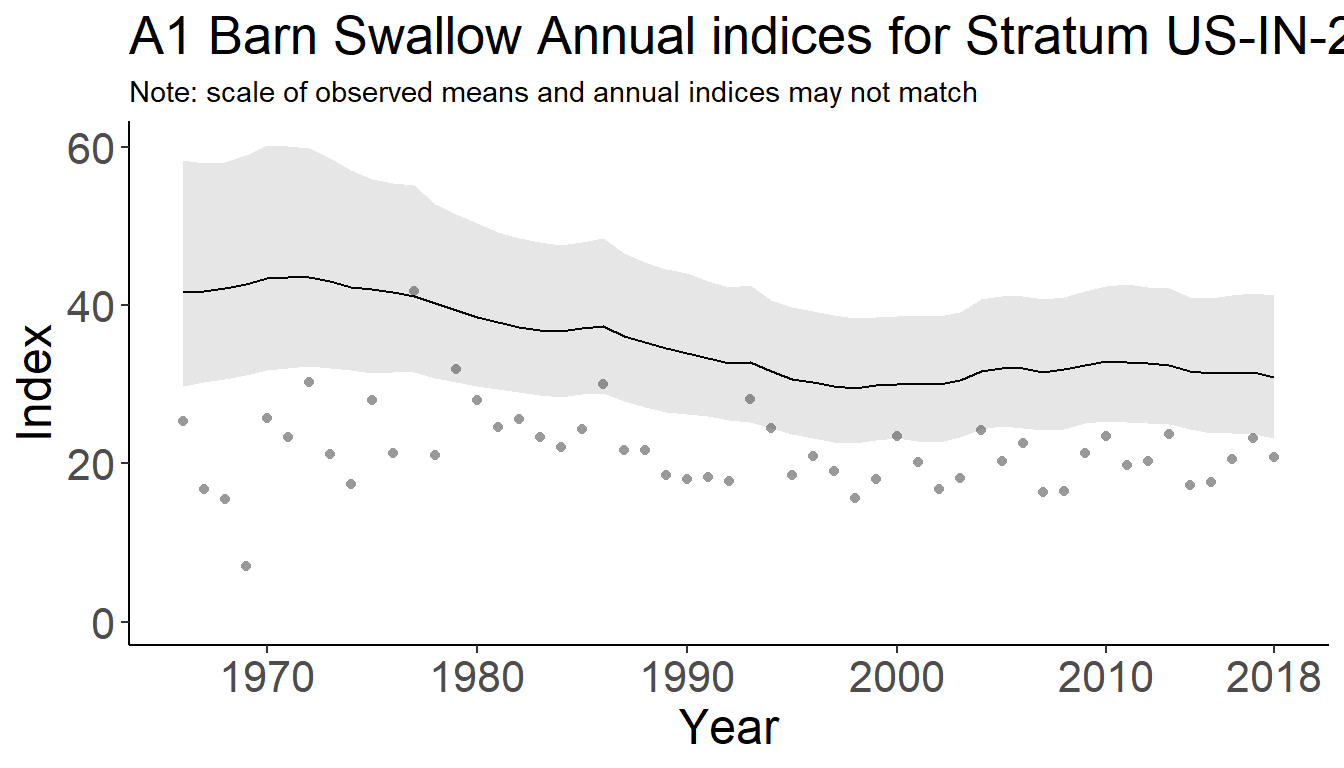 A1 Barn Swallow Annual indices for Stratum US-IN-2
Note: scale of observed means and annual indices may not match
60
40
20
0
Index
1970 1980 1990 2000 2010 2018
Year